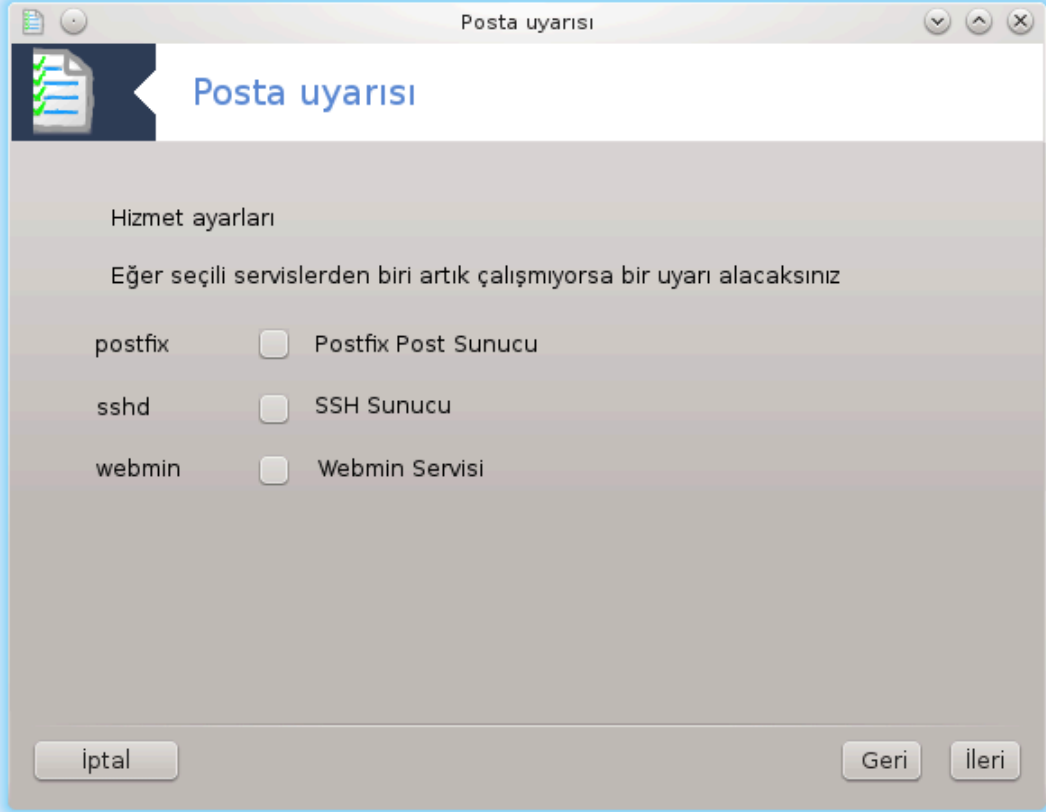 Posta uyarısı
Posta uyarısı
Hizmet ayarları
Eğer seçili servislerden biri artık çalışmıyorsa bir uyarı alacaksınız
postfix Postfix Post Sunucu
sshd SSH Sunucu
webmin Webmin Servisi
İptal Geri İleri